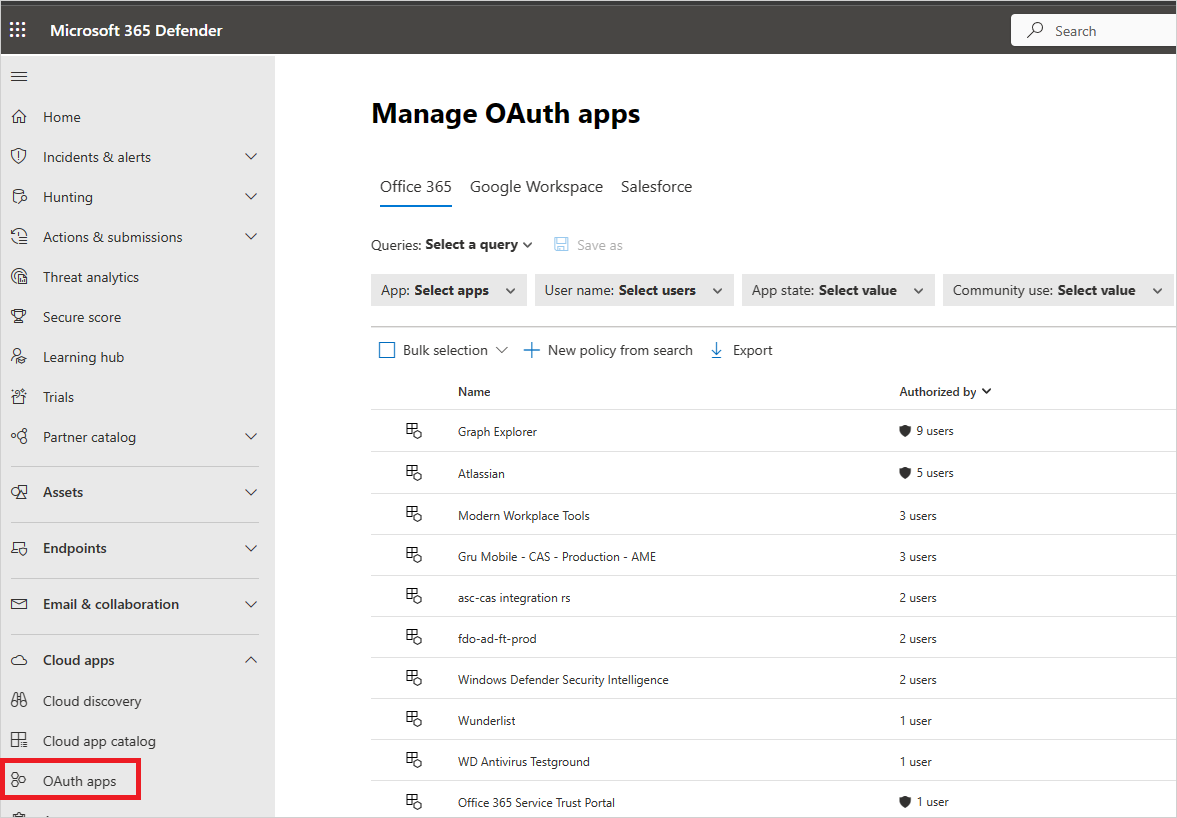 Microsoft 365 Defender
Search
Home
Incidents & alerts
Hunting
Actions & submissions
Threat analytics
Secure score
Learning hub
Trials
Partner catalog
Assets
Endpoints
Email & collaboration
Cloud apps
Cloud discovery
Cloud app catalog
OAuth apps
Manage OAuth apps
Office 365 Google Workspace Salesforce
Queries: Select a query Save as
App: Select apps User name: Select users App state: Select value Community use: Select value
Bulk selection New policy from search Export
Name Authorized by
Graph Explorer 9 users
Atlassian 5 users
Modern Workplace Tools 3 users
Gru Mobile - CAS - Production - AME 3 users
asc-cas integration rs 2 users
fdo-ad-ft-prod 2 users
Windows Defender Security Intelligence 2 users
Wunderlist 1 user
WD Antivirus Testground 1 user
Office 365 Service Trust Portal 1 user